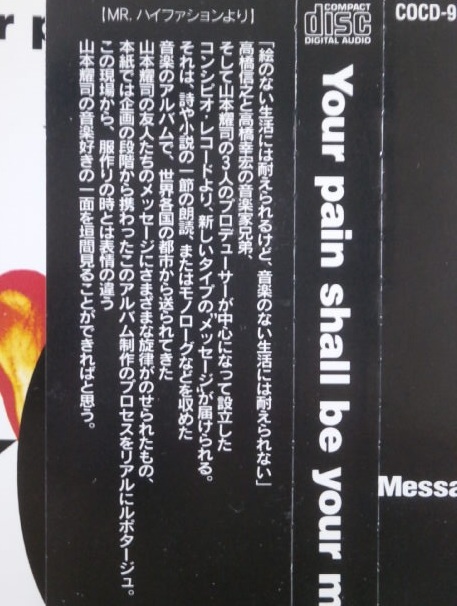 【MR. ハイファッションより】
「絵のない生活には耐えられるけど、音楽のない生活には耐えられない」
高橋信之と高橋幸宏の音楽家兄弟、
そして山本耀司の3人のプロデューサーが中心になって設立した
コンシピオ・レコードより、新しいタイプの“メッセージ”が届けられる。
それは、詩や小説の一節の朗読、またはモノローグなどを収めた
音楽のアルバムで、世界各国の都市から送られてきた
山本耀司の友人たちのメッセージにさまざまな旋律がのせられたもの、
本紙では企画の段階から携わったこのアルバム制作のプロセスをリアルにルポタージュ。
この現場から、服作りの時とは表情の違う
山本耀司の音楽好きの一面を垣間見ることができればと思う。
COMPACT
disc
DIGITAL AUDIO
Your pain shall be your m
COCD-9
Messa
r p